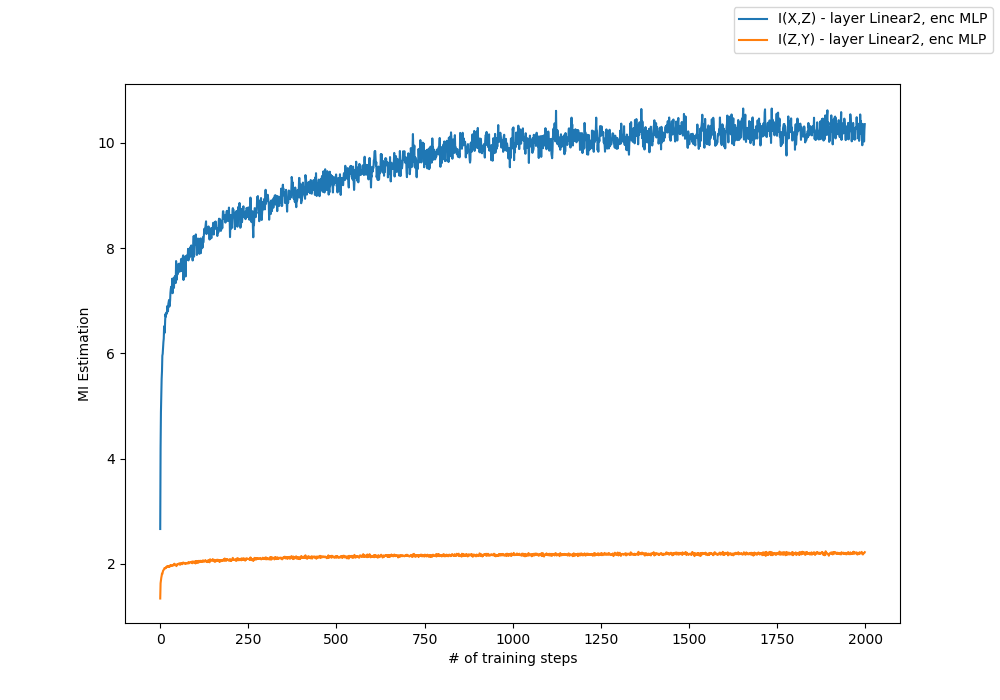 I(X,Z) - layer Linear2, enc MLP
I(Z,Y) - layer Linear2, enc MLP
10
8
6
4
2
MI Estimation
0 250 500 750 1000 1250 1500 1750 2000
# of training steps